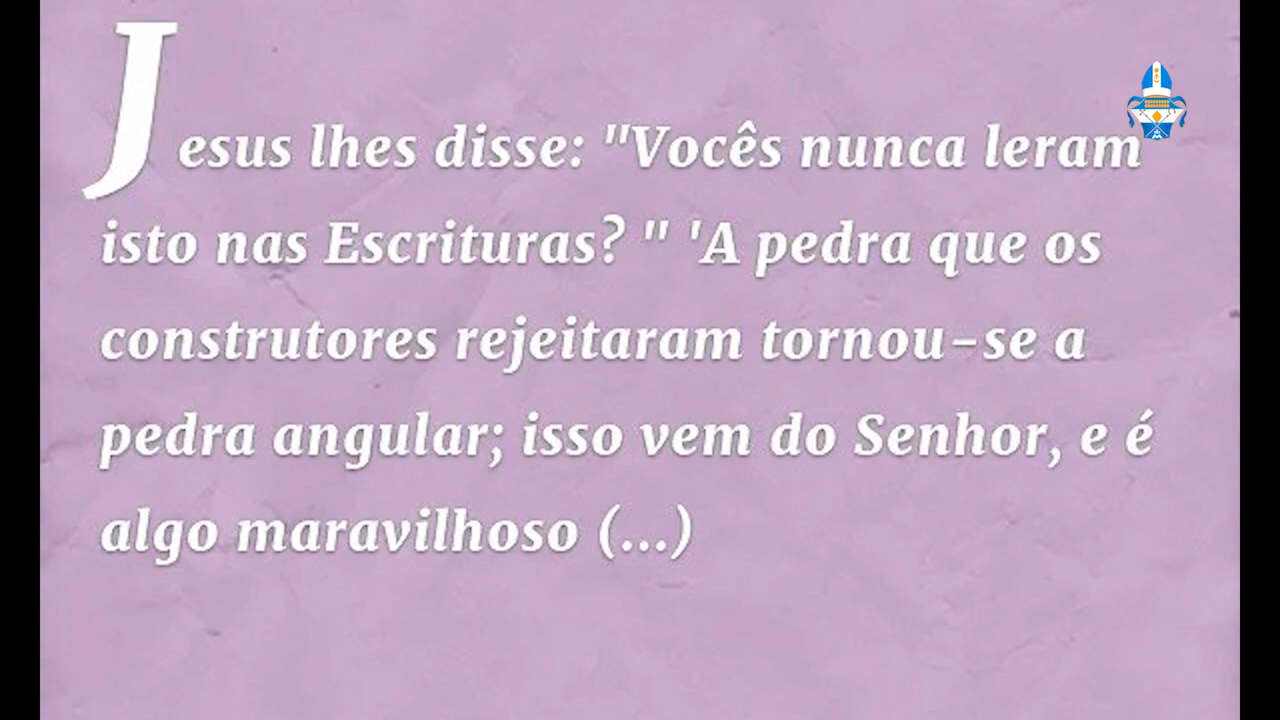 Jesus lhes disse: "Vocês nunca leram
isto nas Escrituras? " 'A pedra que os
construtores rejeitaram tornou-se a
pedra angular; isso vem do Senhor, e é
algo maravilhoso (...)